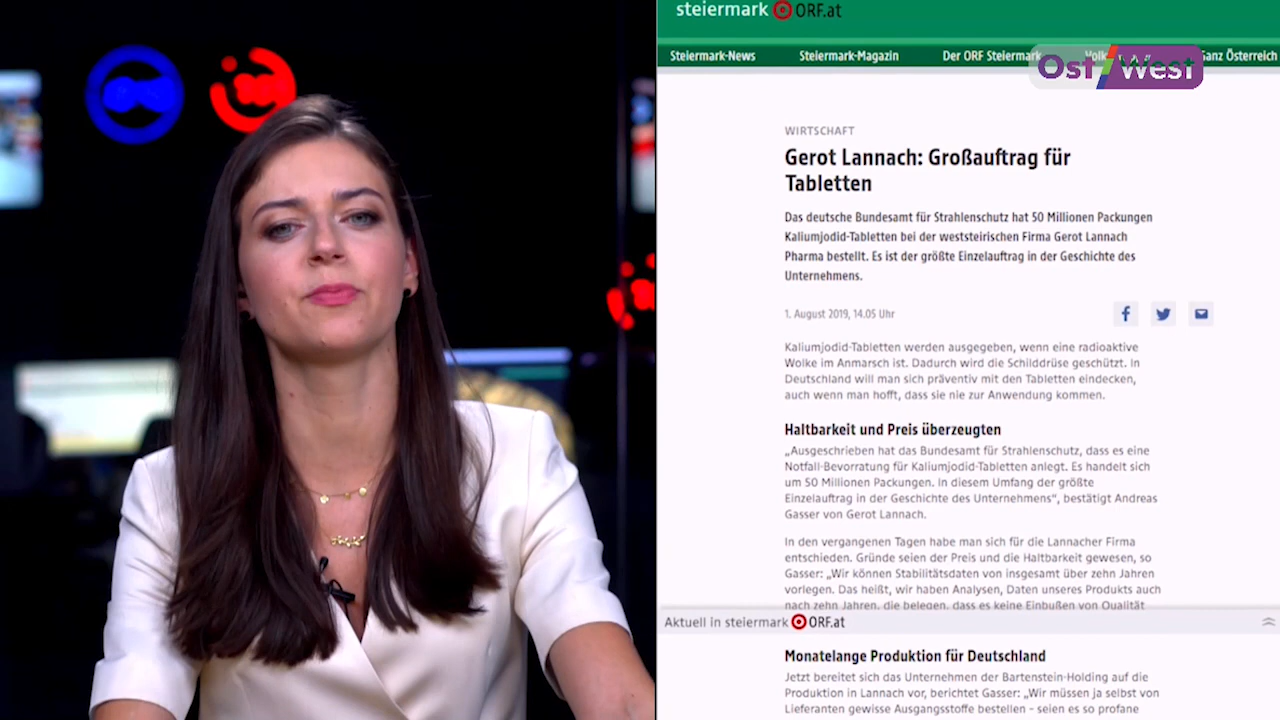 steiermark ORF.at
Steiermark-News Steiermark-Magazin Der ORF Steiermark Ganz Österreich
Ost West
WIRTSCHAFT
Gerot Lannach: Großauftrag für
Tabletten
Das deutsche Bundesamt für Strahlenschutz hat 50 Millionen Packungen
Kaliumjodid-Tabletten bei der weststeirischen Firma Gerot Lannach
Pharma bestellt. Es ist der größte Einzelauftrag in der Geschichte des
Unternehmens.
1. August 2019, 14.05 Uhr
Kaliumjodid-Tabletten werden ausgegeben, wenn eine radioaktive
Wolke im Anmarsch ist. Dadurch wird die Schilddrüse geschützt. In
Deutschland will man sich präventiv mit den Tabletten eindecken,
auch wenn man hofft, dass sie nie zur Anwendung kommen.
Haltbarkeit und Preis überzeugten
„Ausgeschrieben hat das Bundesamt für Strahlenschutz, dass es eine
Notfall-Bevorratung für Kaliumjodid-Tabletten anlegt. Es handelt sich
um 50 Millionen Packungen. In diesem Umfang der größte
Einzelauftrag in der Geschichte des Unternehmens“, bestätigt Andreas
Gasser von Gerot Lannach.
In den vergangenen Tagen habe man sich für die Lannacher Firma
entschieden. Gründe seien der Preis und die Haltbarkeit gewesen, so
Gasser: „Wir können Stabilitätsdaten von insgesamt über zehn Jahren
vorlegen. Das heißt, wir haben Analysen, Daten unseres Produkts auch
nach zehn Jahren, die belegen, dass es keine Einbußen von Qualität
Aktuell in steiermark ORF.at
Monatelange Produktion für Deutschland
Jetzt bereitet sich das Unternehmen der Bartenstein-Holding auf die
Produktion in Lannach vor, berichtet Gasser: „Wir müssen ja selbst von
Lieferanten gewisse Ausgangsstoffe bestellen - seien es so profane